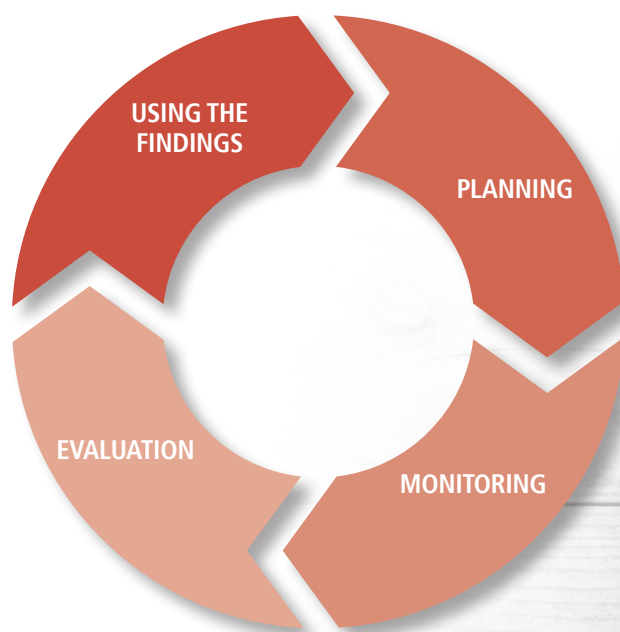 USING THE
FINDINGS
PLANNING
MONITORING
EVALUATION